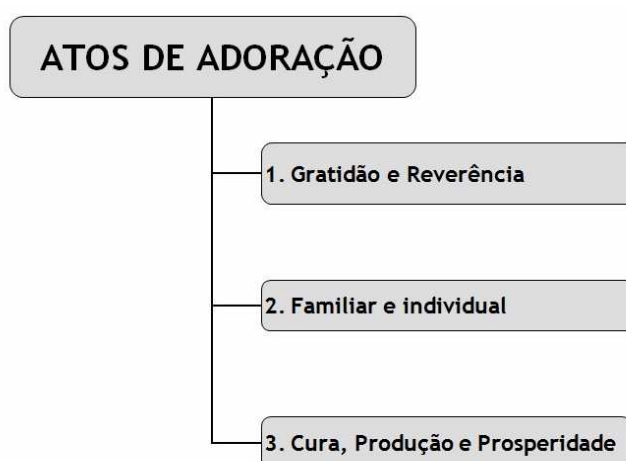 ATOS DE ADORAÇÃO
1. Gratidão e Reverência
2. Familiar e individual
3. Cura, Produção e Prosperidade